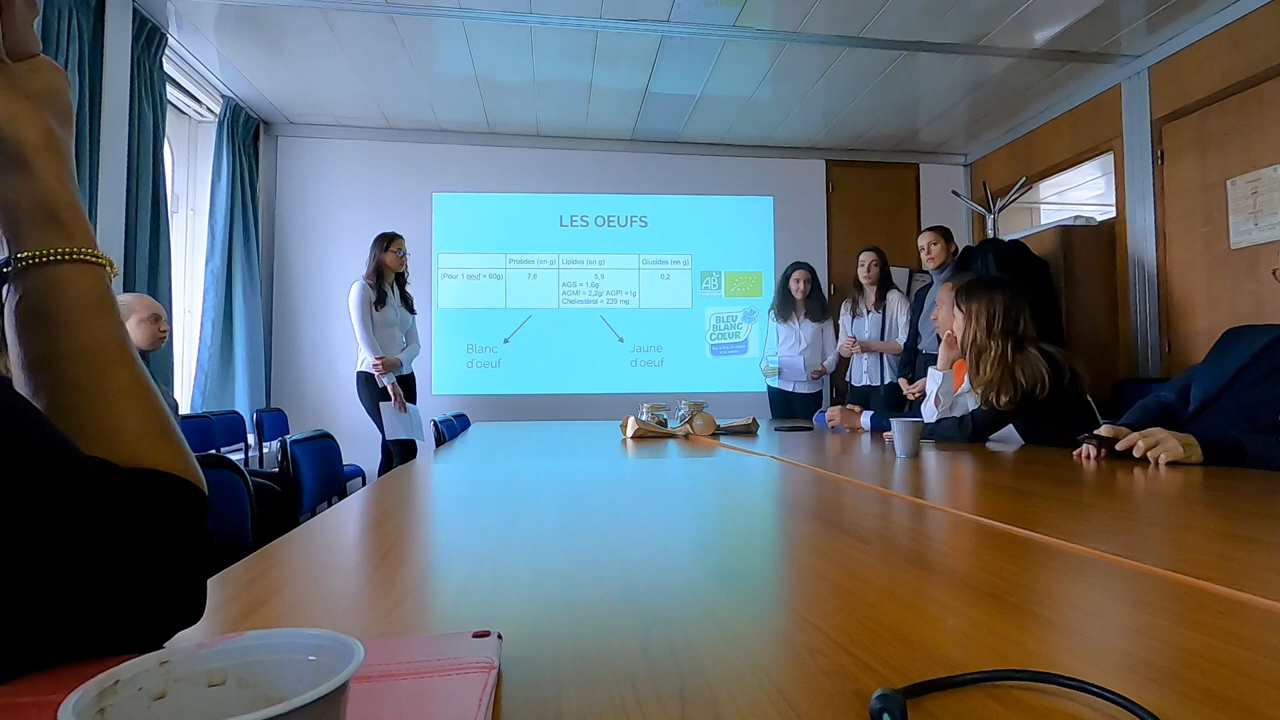 LES OEUFS
Protides (en g) Lipides (en g) Glucides (en g)
(Pour 1 oeuf = 60g) 7,6 5,9 0,2
AGS = 1,6g
AGMI = 2,2g/ AGPI =1g
Cholestérol = 239 mg
AB
BLEU
BLANC
COEUR
Blanc
d'oeuf
Jaune
d'oeuf